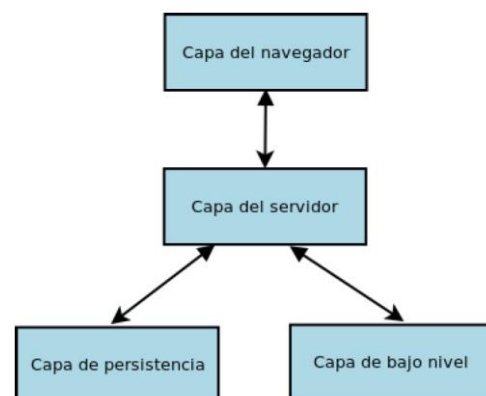 Capa del navegador
Capa del servidor
Capa de persistencia
Capa de bajo nivel